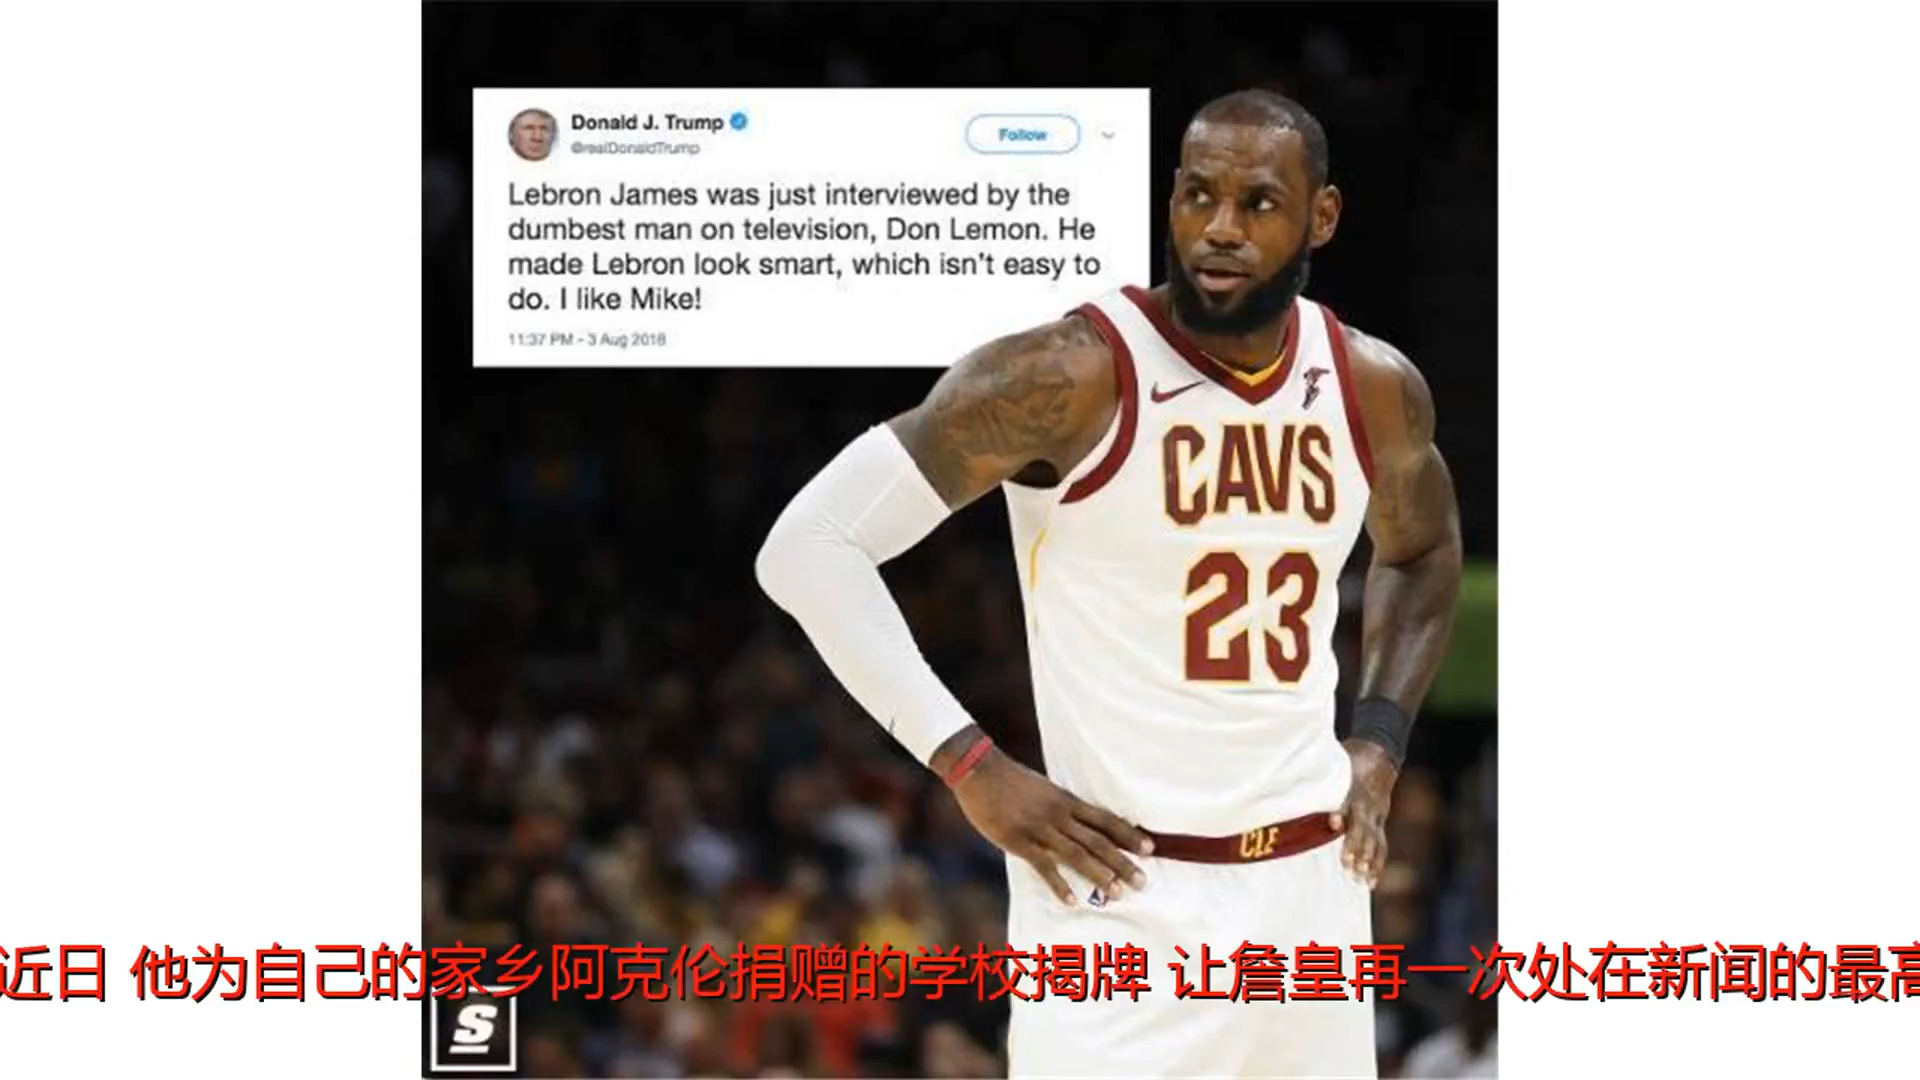 Donald J. Trump
@realDonaldTrump
Follow
Lebron James was just interviewed by the
dumbest man on television, Don Lemon. He
made Lebron look smart, which isn't easy to
do. I like Mike!
11:37 PM - 3 Aug 2018
CAVS
23
CLE
近日 他为自己的家乡阿克伦捐赠的学校揭牌 让詹皇再一次处在新闻的最高
S